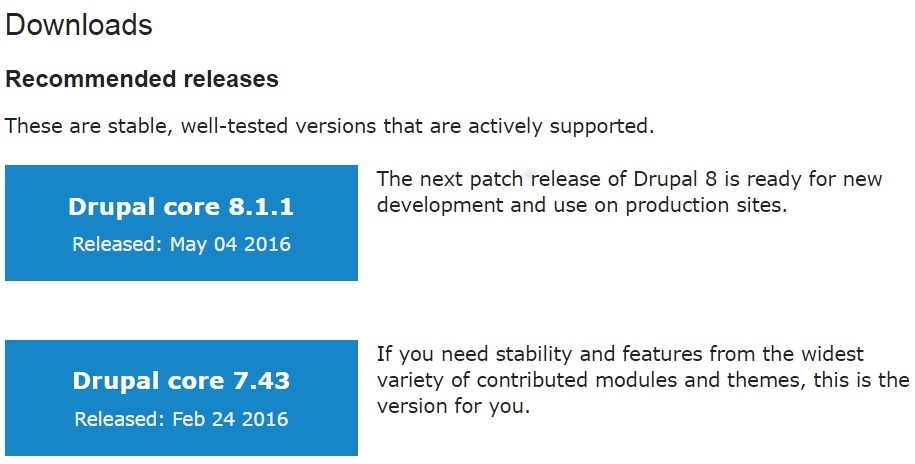 Downloads
Recommended releases
These are stable, well-tested versions that are actively supported.
Drupal core 8.1.1
Released: May 04 2016
The next patch release of Drupal 8 is ready for new
development and use on production sites.
Drupal core 7.43
Released: Feb 24 2016
If you need stability and features from the widest
variety of contributed modules and themes, this is the
version for you.